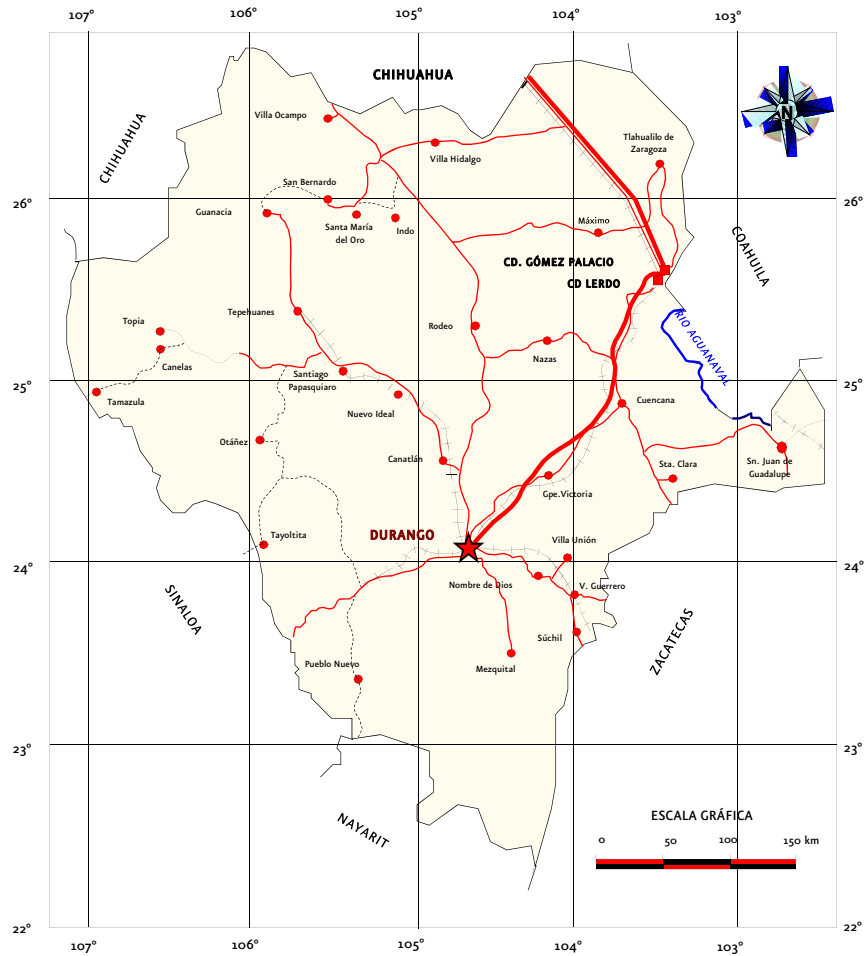 107° 106° 105° 104° 103°
CHIHUAHUA
N
Villa Ocampo
CHIHUAHUA
Tlahualilo de
Zaragoza
Villa Hidalgo
San Bernardo
26° 26°
Guanacia
Santa María
del Oro
Indo
Máximo
COAHUILA
CD. GÓMEZ PALACIO
CD LERDO
Tepehuanes
Topia
Rodeo
RIO AGUANAVAL
Canelas
Nazas
Santiago
Papasquiaro
25° 25°
Tamazula
Nuevo Ideal
Cuencana
Otáñez
Canatlán
Sta. Clara
Sn. Juan de
Guadalupe
Gpe.Victoria
Tayoltita
DURANGO
Villa Unión
24° 24°
Nombre de Dios
V. Guerrero
SINALOA
ZACATECAS
Súchil
Pueblo Nuevo
Mezquital
23° 23°
NAYARIT
ESCALA GRÁFICA
0 50 100 150 km
22° 22°
107° 106° 105° 104° 103°